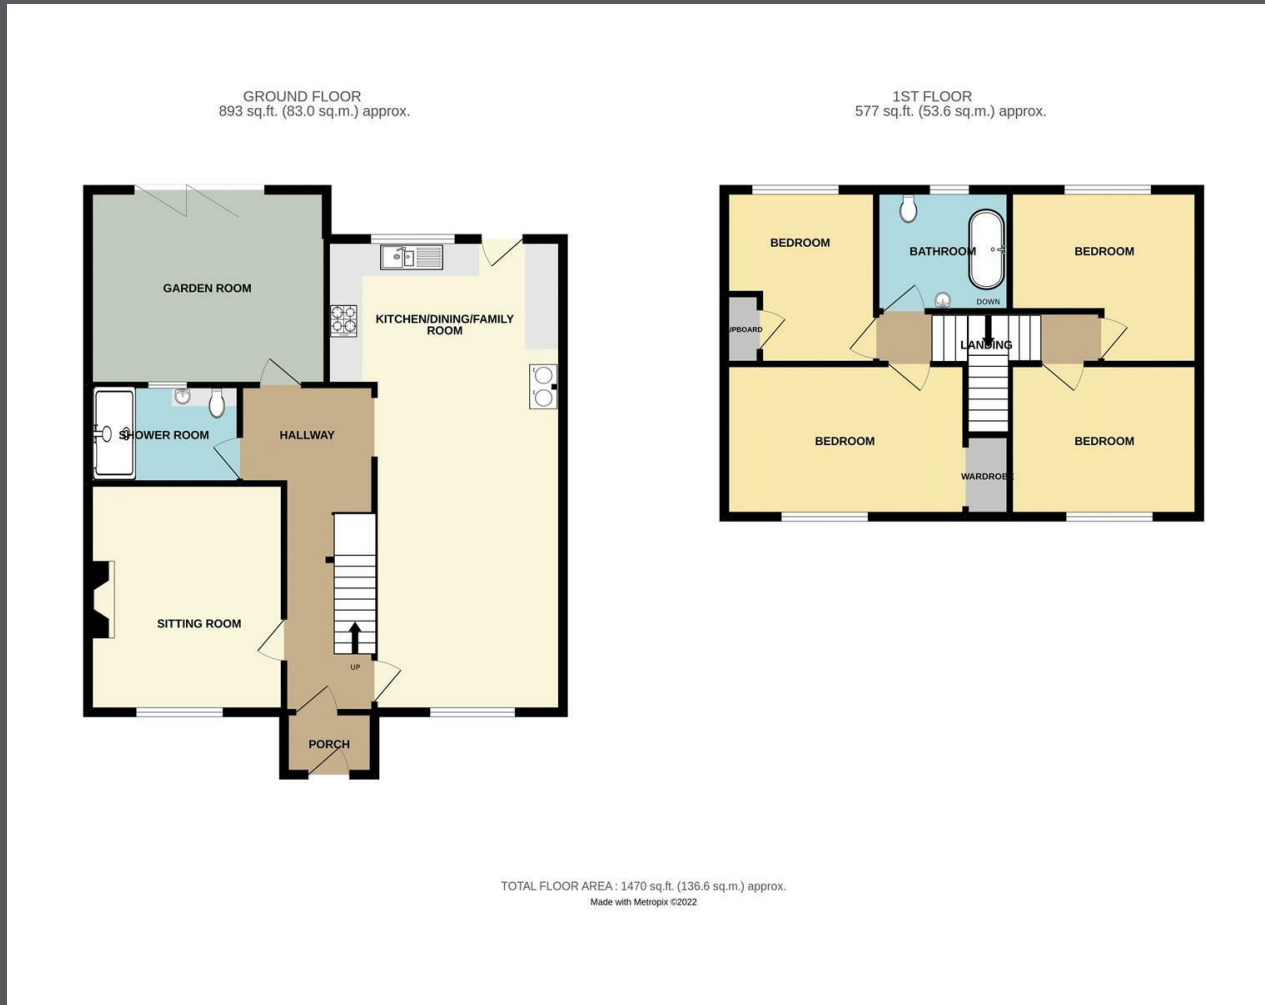 GROUND FLOOR
893 sq.ft. (83.0 sq.m.) approx.
1ST FLOOR
577 sq.ft. (53.6 sq.m.) approx.
GARDEN ROOM
KITCHEN/DINING/FAMILY
ROOM
SHOWER ROOM
HALLWAY
SITTING ROOM
UP
PORCH
BEDROOM
BATHROOM
BEDROOM
DOWN
UPBOARD
LANDING
BEDROOM
BEDROOM
WARDROBE
TOTAL FLOOR AREA : 1470 sq.ft. (136.6 sq.m.) approx.
Made with Metropix ©2022